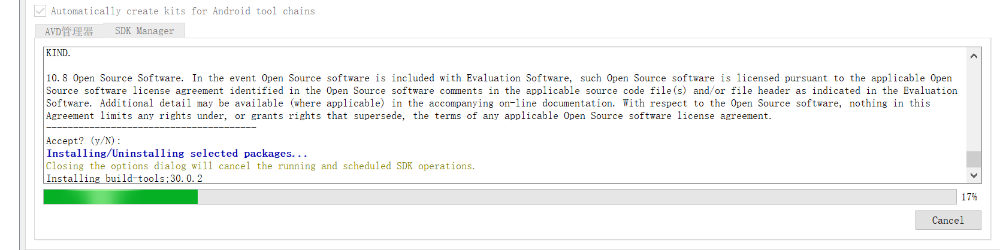 Automatically create kits for Android tool chains
AVD管理器 SDK Manager
KIND.
10.8 Open Source Software. In the event Open Source software is included with Evaluation Software, such Open Source software is licensed pursuant to the applicable Open
Source software license agreement identified in the Open Source software comments in the applicable source code file(s) and/or file header as indicated in the Evaluation
Software. Additional detail may be available (where applicable) in the accompanying on-line documentation. With respect to the Open Source software, nothing in this
Agreement limits any rights under, or grants rights that supersede, the terms of any applicable Open Source software license agreement.
---------------------------------------
Accept? (y/N):
Installing/Uninstalling selected packages...
Closing the options dialog will cancel the running and scheduled SDK operations.
Installing build-tools;30.0.2
17%
Cancel